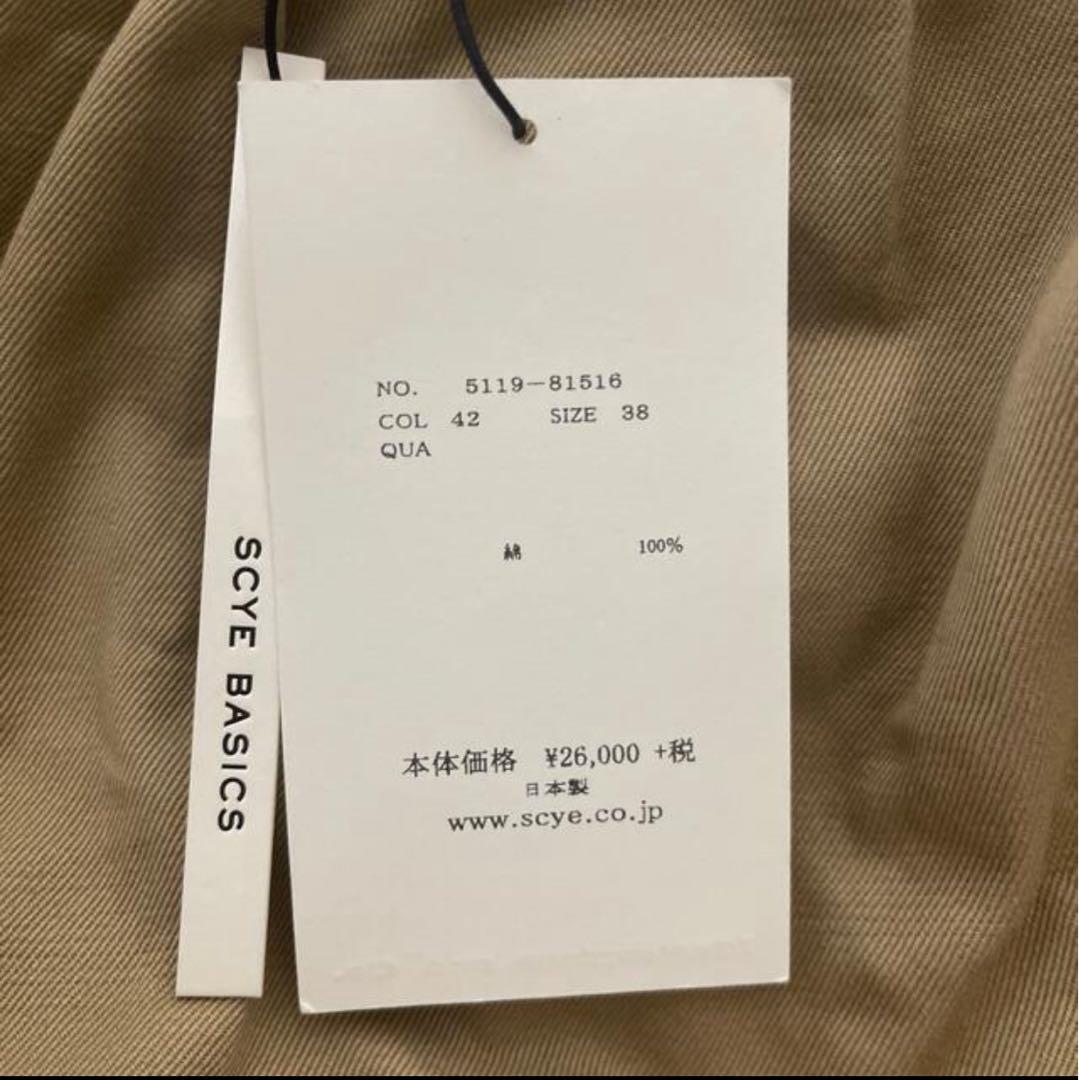 NO. 5119-81516
COL 42 SIZE 38
QUA
綿 100%
本体価格 ¥26,000 +税
日本製
www.scye.co.jp
SCYE BASICS